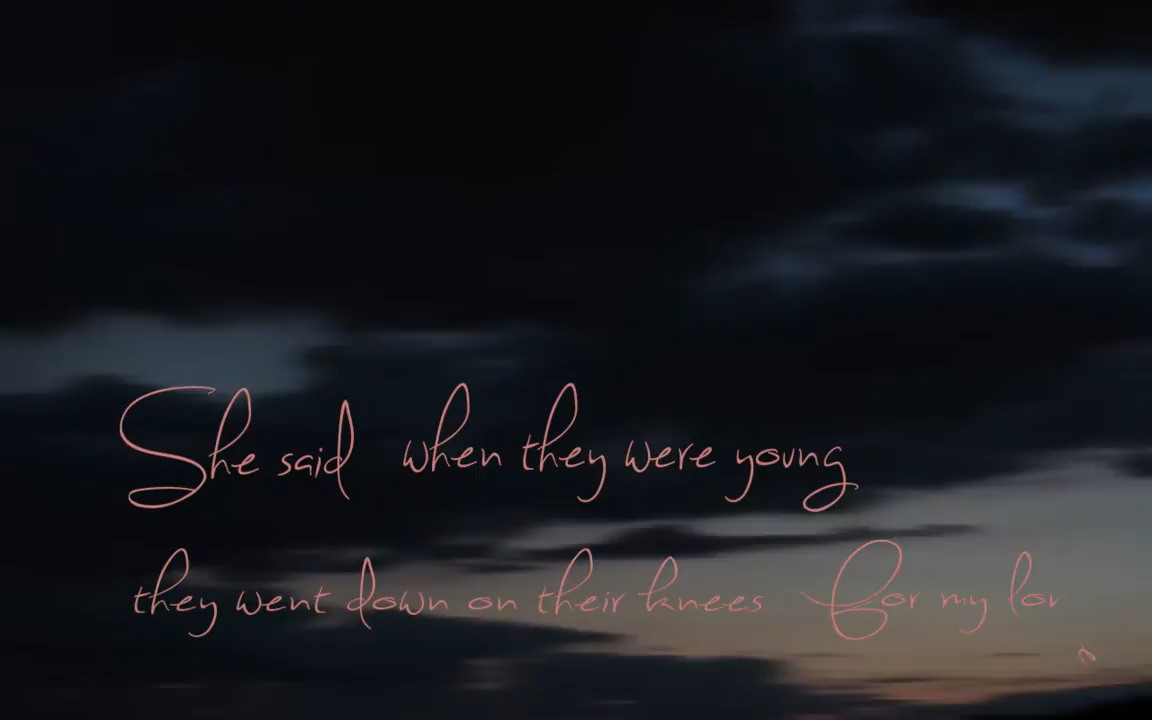 She said when they were young
they went down on their knees for my lov